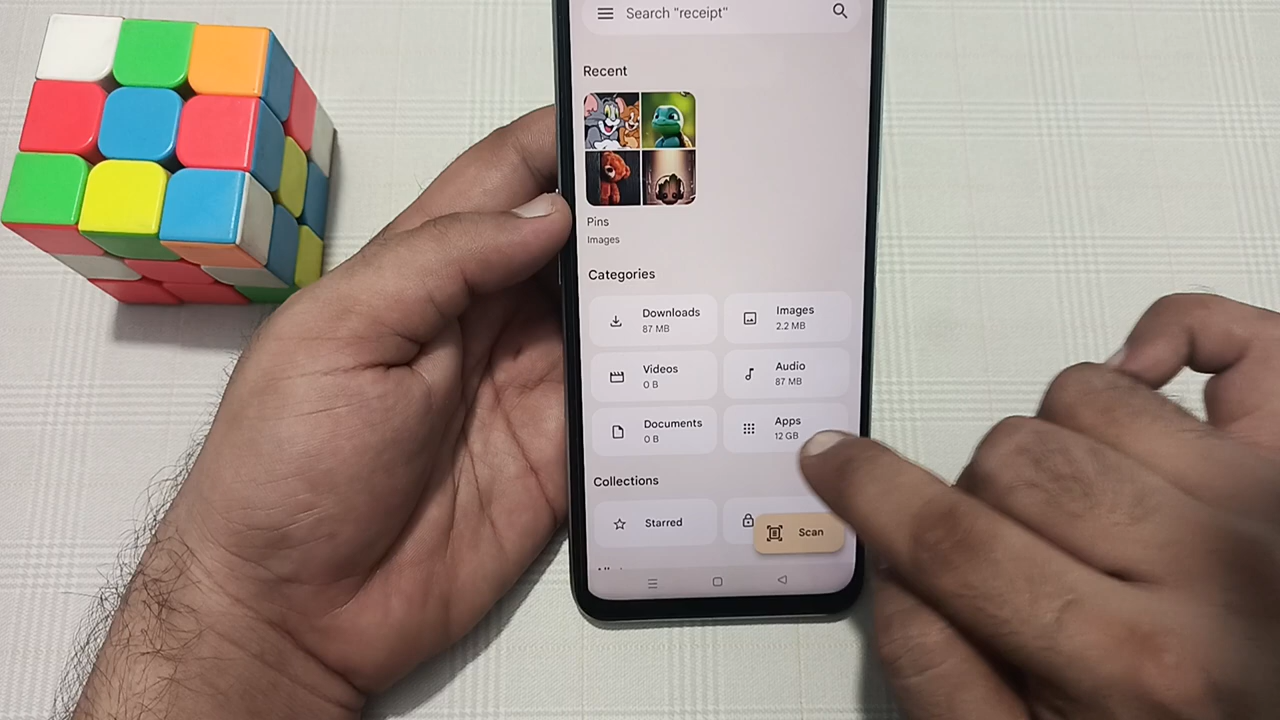 Search "receipt"
Recent
Pins
Images
Categories
Downloads
87 MB
Images
2.2 MB
Videos
0 B
Audio
87 MB
Documents
0 B
Apps
12 GB
Collections
Starred
Scan